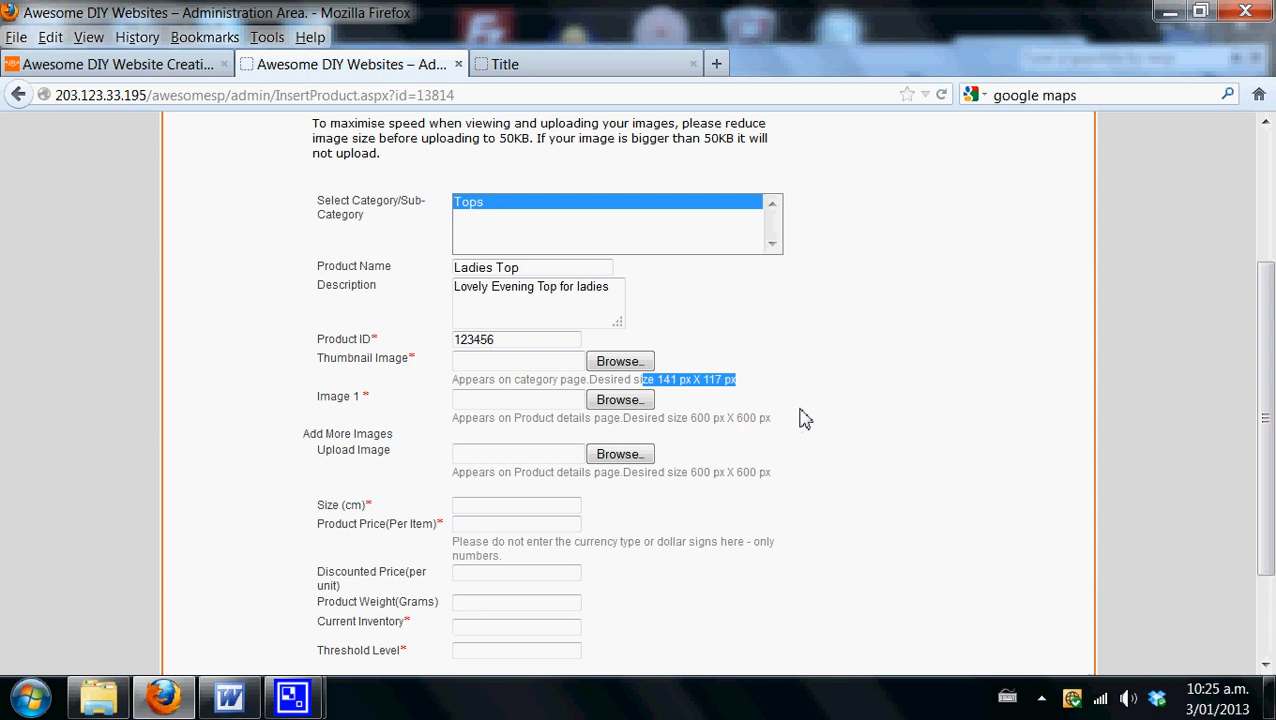 Awesome DIY Websites – Administration Area. - Mozilla Firefox
File Edit View History Bookmarks Tools Help
Awesome DIY Website Creati... × Awesome DIY Websites – Ad... × Title ×
203.123.33.195/awesomesp/admin/InsertProduct.aspx?id=13814 google maps
To maximise speed when viewing and uploading your images, please reduce
image size before uploading to 50KB. If your image is bigger than 50KB it will
not upload.
Select Category/Sub-
Category
Tops
Product Name Ladies Top
Description Lovely Evening Top for ladies
Product ID* 123456
Thumbnail Image* Browse...
Appears on category page.Desired size 141 px X 117 px
Image 1 * Browse...
Appears on Product details page.Desired size 600 px X 600 px
Add More Images
Upload Image Browse...
Appears on Product details page.Desired size 600 px X 600 px
Size (cm)*
Product Price(Per Item)*
Please do not enter the currency type or dollar signs here - only
numbers.
Discounted Price(per
unit)
Product Weight(Grams)
Current Inventory*
Threshold Level*
10:25 a.m.
3/01/2013